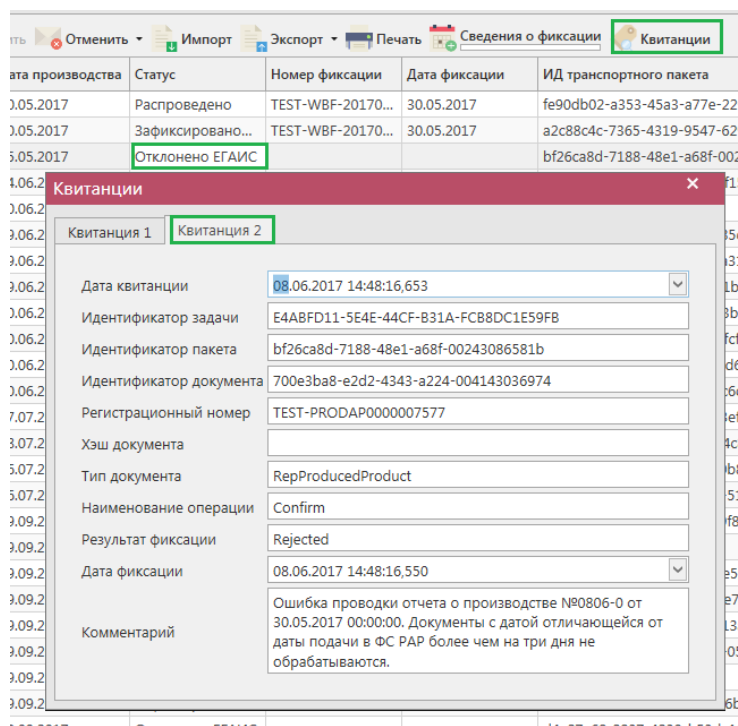 Отменить Импорт Экспорт Печать Сведения о фиксации Квитанции
ата производства Статус Номер фиксации Дата фиксации ИД транспортного пакета
0.05.2017 Распроведено TEST-WBF-20170... 30.05.2017 fe90db02-a353-45a3-a77e-22
0.05.2017 Зафиксировано... TEST-WBF-20170... 30.05.2017 a2c88c4c-7365-4319-9547-62
5.05.2017 Отклонено ЕГАИС bf26ca8d-7188-48e1-a68f-002
Квитанции
Квитанция 1 Квитанция 2
Дата квитанции 08.06.2017 14:48:16,653
Идентификатор задачи E4ABFD11-5E4E-44CF-B31A-FCB8DC1E59FB
Идентификатор пакета bf26ca8d-7188-48e1-a68f-00243086581b
Идентификатор документа 700e3ba8-e2d2-4343-a224-004143036974
Регистрационный номер TEST-PRODAP0000007577
Хэш документа
Тип документа RepProducedProduct
Наименование операции Confirm
Результат фиксации Rejected
Дата фиксации 08.06.2017 14:48:16,550
Комментарий
Ошибка проводки отчета о производстве №0806-0 от
30.05.2017 00:00:00. Документы с датой отличающейся от
даты подачи в ФС РАР более чем на три дня не
обрабатываются.